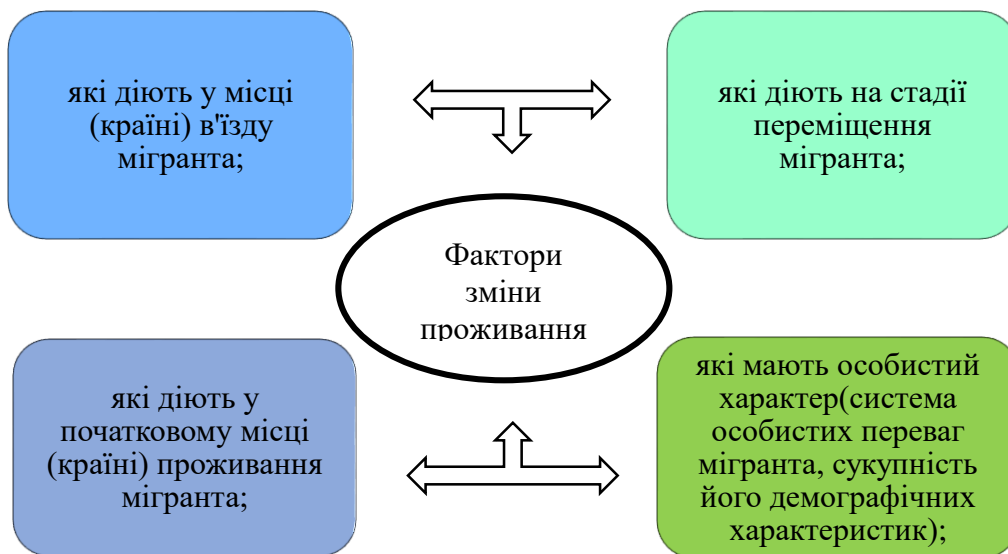 які діють у місці
(країні) в'їзду
мігранта;
які діють на стадії
переміщення
мігранта;
Фактори
зміни
проживання
які діють у
початковому місці
(країні) проживання
мігранта;
які мають особистий
характер(система
особистих переваг
мігранта, сукупність
його демографічних
характеристик);